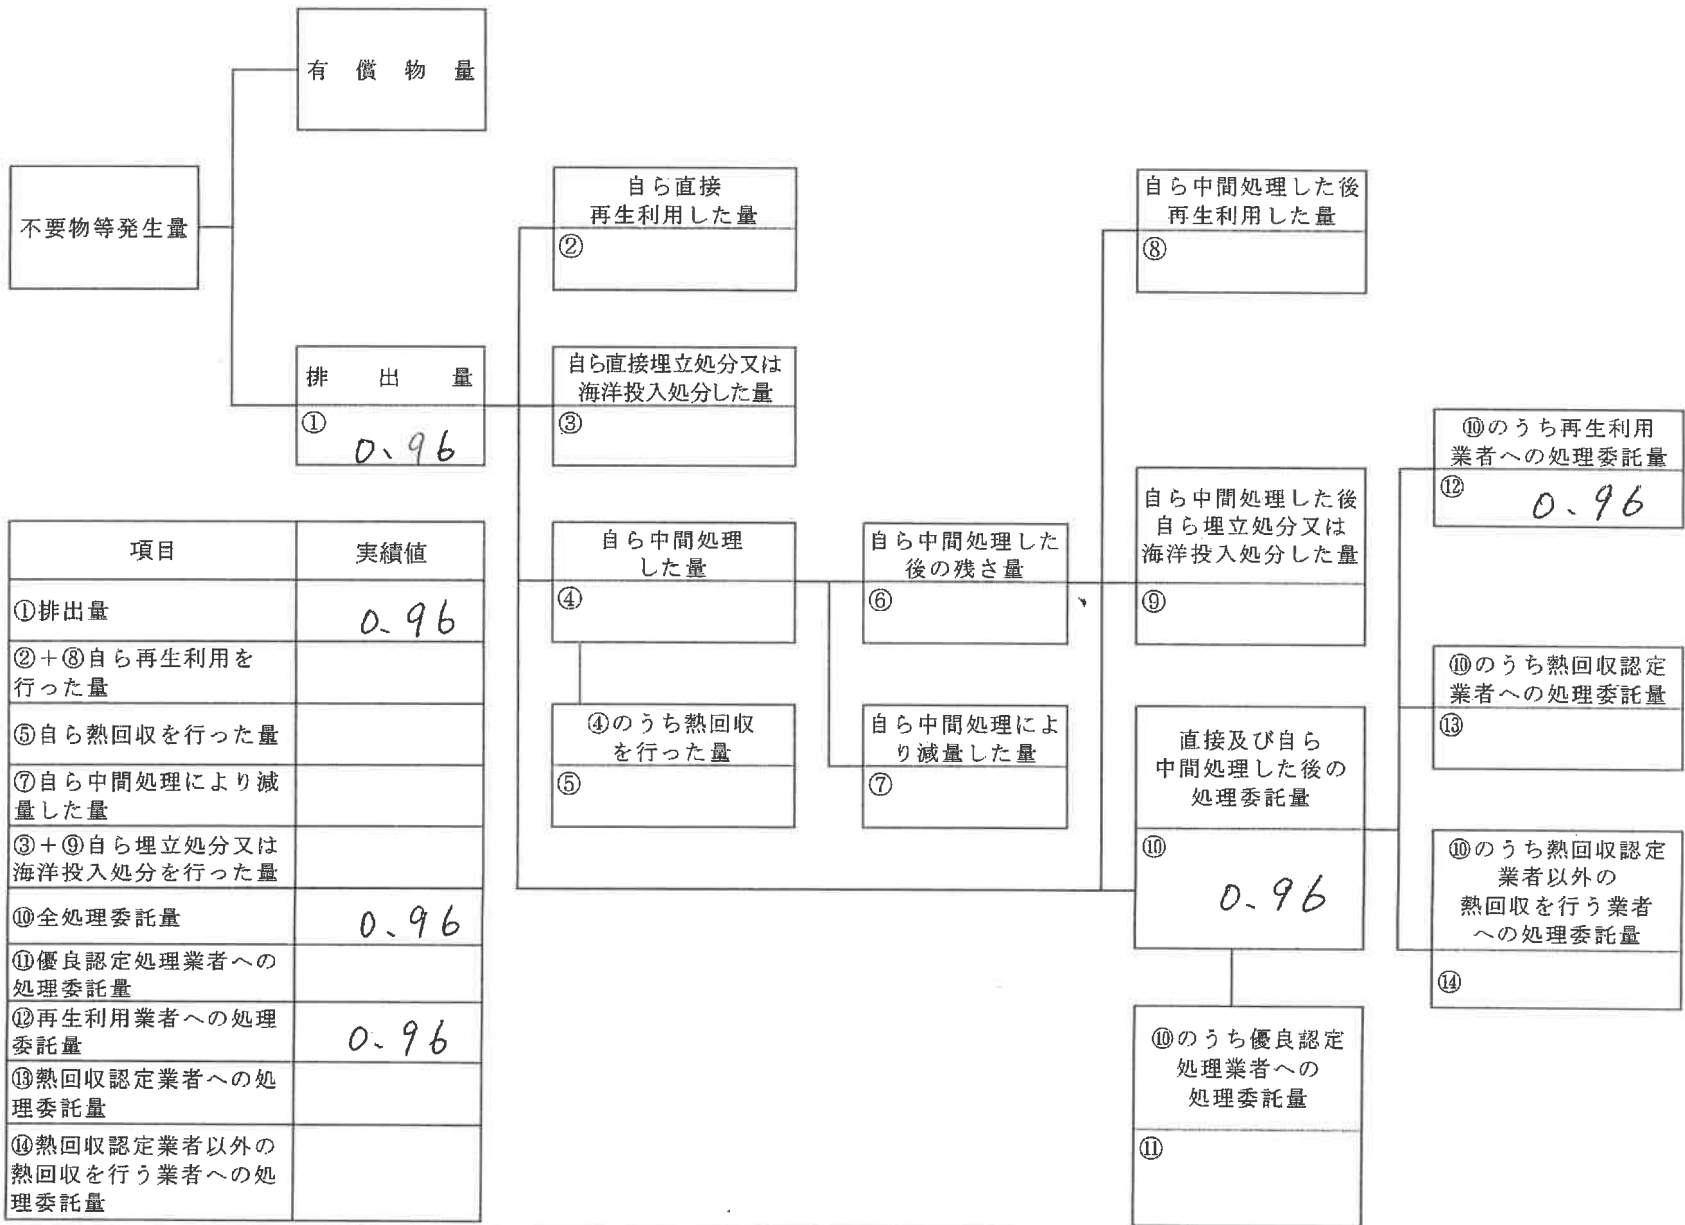 有償物量
不要物等発生量
排出量
①
0.96
自ら直接
再生利用した量
②
自ら直接埋立処分又は
海洋投入処分した量
③
自ら中間処理
した量
④
④のうち熱回収
を行った量
⑤
自ら中間処理した
後の残さ量
⑥
自ら中間処理によ
り減量した量
⑦
自ら中間処理した後
再生利用した量
⑧
自ら中間処理した後
自ら埋立処分又は
海洋投入処分した量
⑨
直接及び自ら
中間処理した後の
処理委託量
⑩
0.96
⑩のうち優良認定
処理業者への
処理委託量
⑪
⑩のうち再生利用
業者への処理委託量
⑫
0.96
⑩のうち熱回収認定
業者への処理委託量
⑬
⑩のうち熱回収認定
業者以外の
熱回収を行う業者
への処理委託量
⑭
項目 実績値
①排出量 0.96
②+⑧自ら再生利用を
行った量
⑤自ら熱回収を行った量
⑦自ら中間処理により減
量した量
③+⑨自ら埋立処分又は
海洋投入処分を行った量
⑩全処理委託量 0.96
⑪優良認定処理業者への
処理委託量
⑫再生利用業者への処理
委託量 0.96
⑬熱回収認定業者への処
理委託量
⑭熱回収認定業者以外の
熱回収を行う業者への処
理委託量